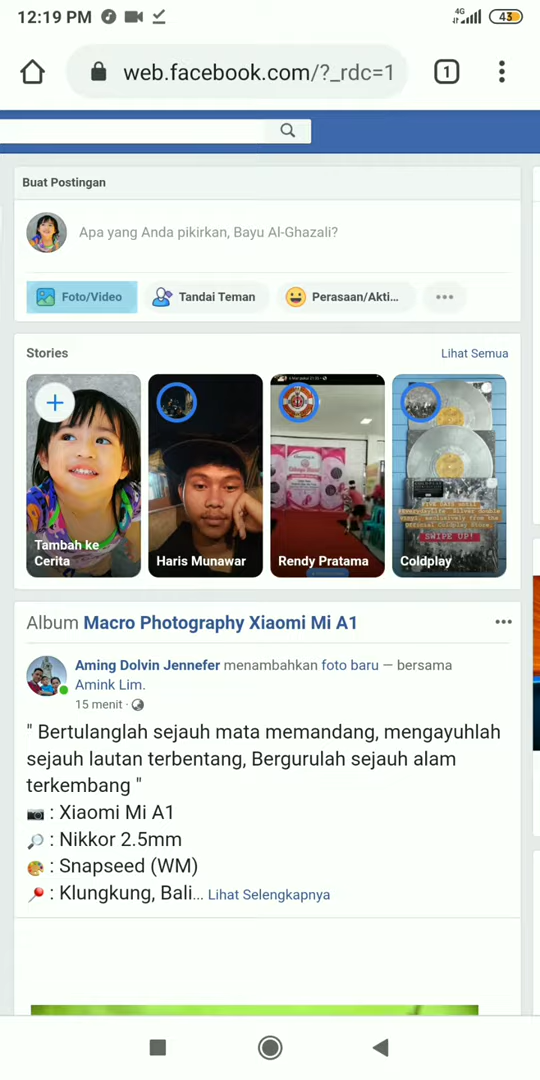 12:19 PM
4G
43
web.facebook.com/?_rdc=1
1
Buat Postingan
Apa yang Anda pikirkan, Bayu Al-Ghazali?
Foto/Video
Tandai Teman
Perasaan/Akti...
Stories
Lihat Semua
Tambah ke
Cerita
Haris Munawar
Rendy Pratama
SWIPE UP!
Coldplay
Album Macro Photography Xiaomi Mi A1
Aming Dolvin Jennefer menambahkan foto baru — bersama
Amink Lim.
15 menit ·
" Bertulanglah sejauh mata memandang, mengayuhlah
sejauh lautan terbentang, Bergurulah sejauh alam
terkembang "
: Xiaomi Mi A1
: Nikkor 2.5mm
: Snapseed (WM)
: Klungkung, Bali... Lihat Selengkapnya